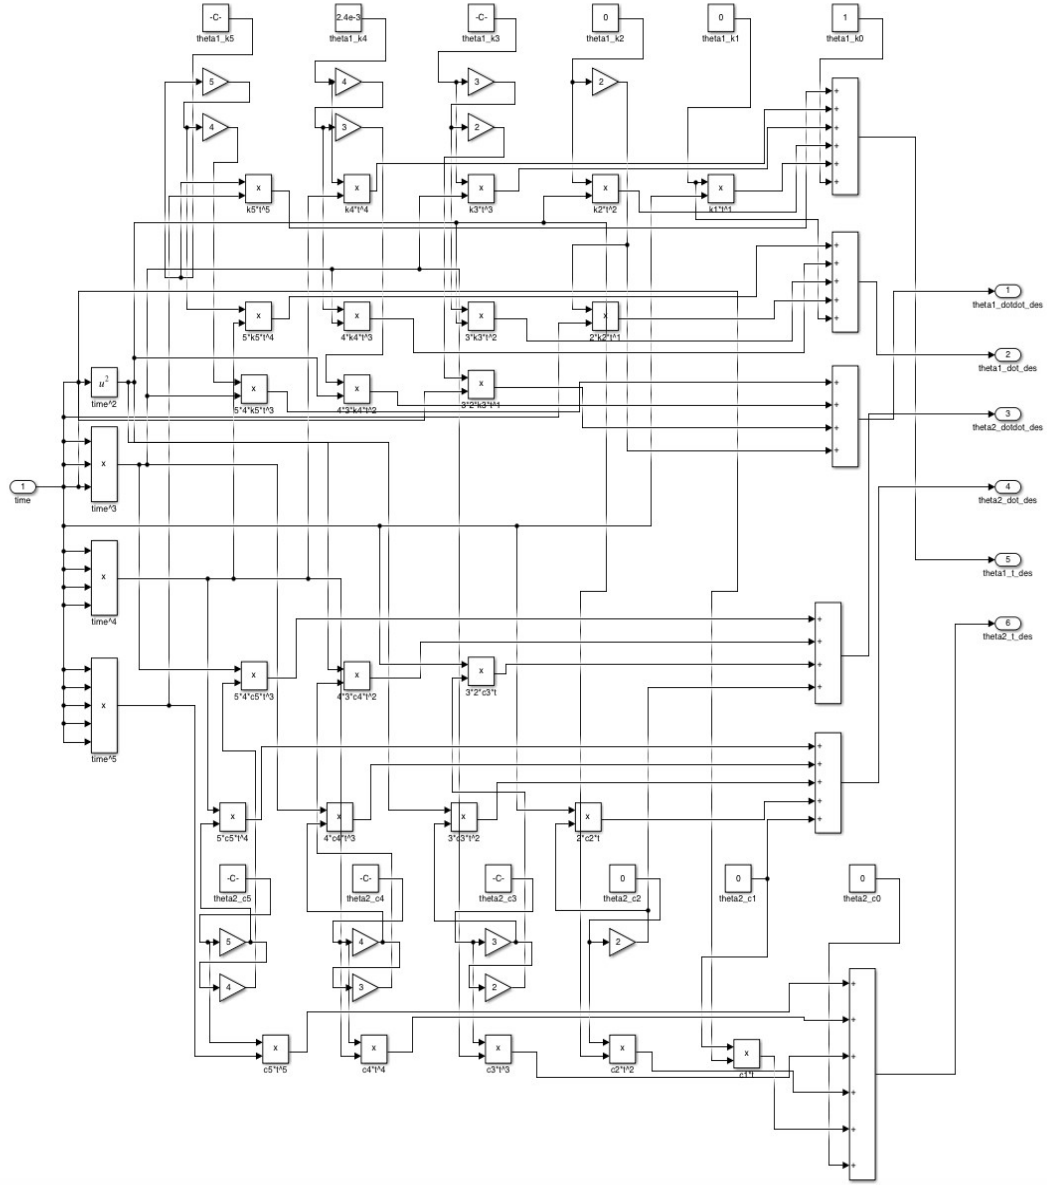 -C- 2.4e-3 -C- 0 0 1
theta1_k5 theta1_k4 theta1_k3 theta1_k2 theta1_k1 theta1_k0
5 4 3 2
+
+
4 3 2
+
+
+
x x x x x
+
k5*t^5 k4*t^4 k3*t^3 k2*t^2 k1*t^1
+
+
+
1
+
theta1_dotdot_des
x x x x
+
5*k5*t^4 4*k4*t^3 3*k3*t^2 2*k2*t^1
2
theta1_dot_des
u² x x x
+
time^2 5*4*k5*t^3 4*3*k4*t^2 3*2*k3*t^1
+
3
theta2_dotdot_des
+
+
x
time^3
1
time
4
theta2_dot_des
5
theta1_t_des
x
time^4
+
6
theta2_t_des
+
x x x
+
5*4*c5*t^3 4*3*c4*t^2 3*2*c3*t
+
x
time^5
+
+
+
+
x x x x
+
5*c5*t^4 4*c4*t^3 3*c3*t^2 2*c2*t
-C- -C- -C- 0 0 0
theta2_c5 theta2_c4 theta2_c3 theta2_c2 theta2_c1 theta2_c0
5 4 3 2
4 3 2
+
+
x x x x x
+
c5*t^5 c4*t^4 c3*t^3 c2*t^2 c1*t
+
+
+